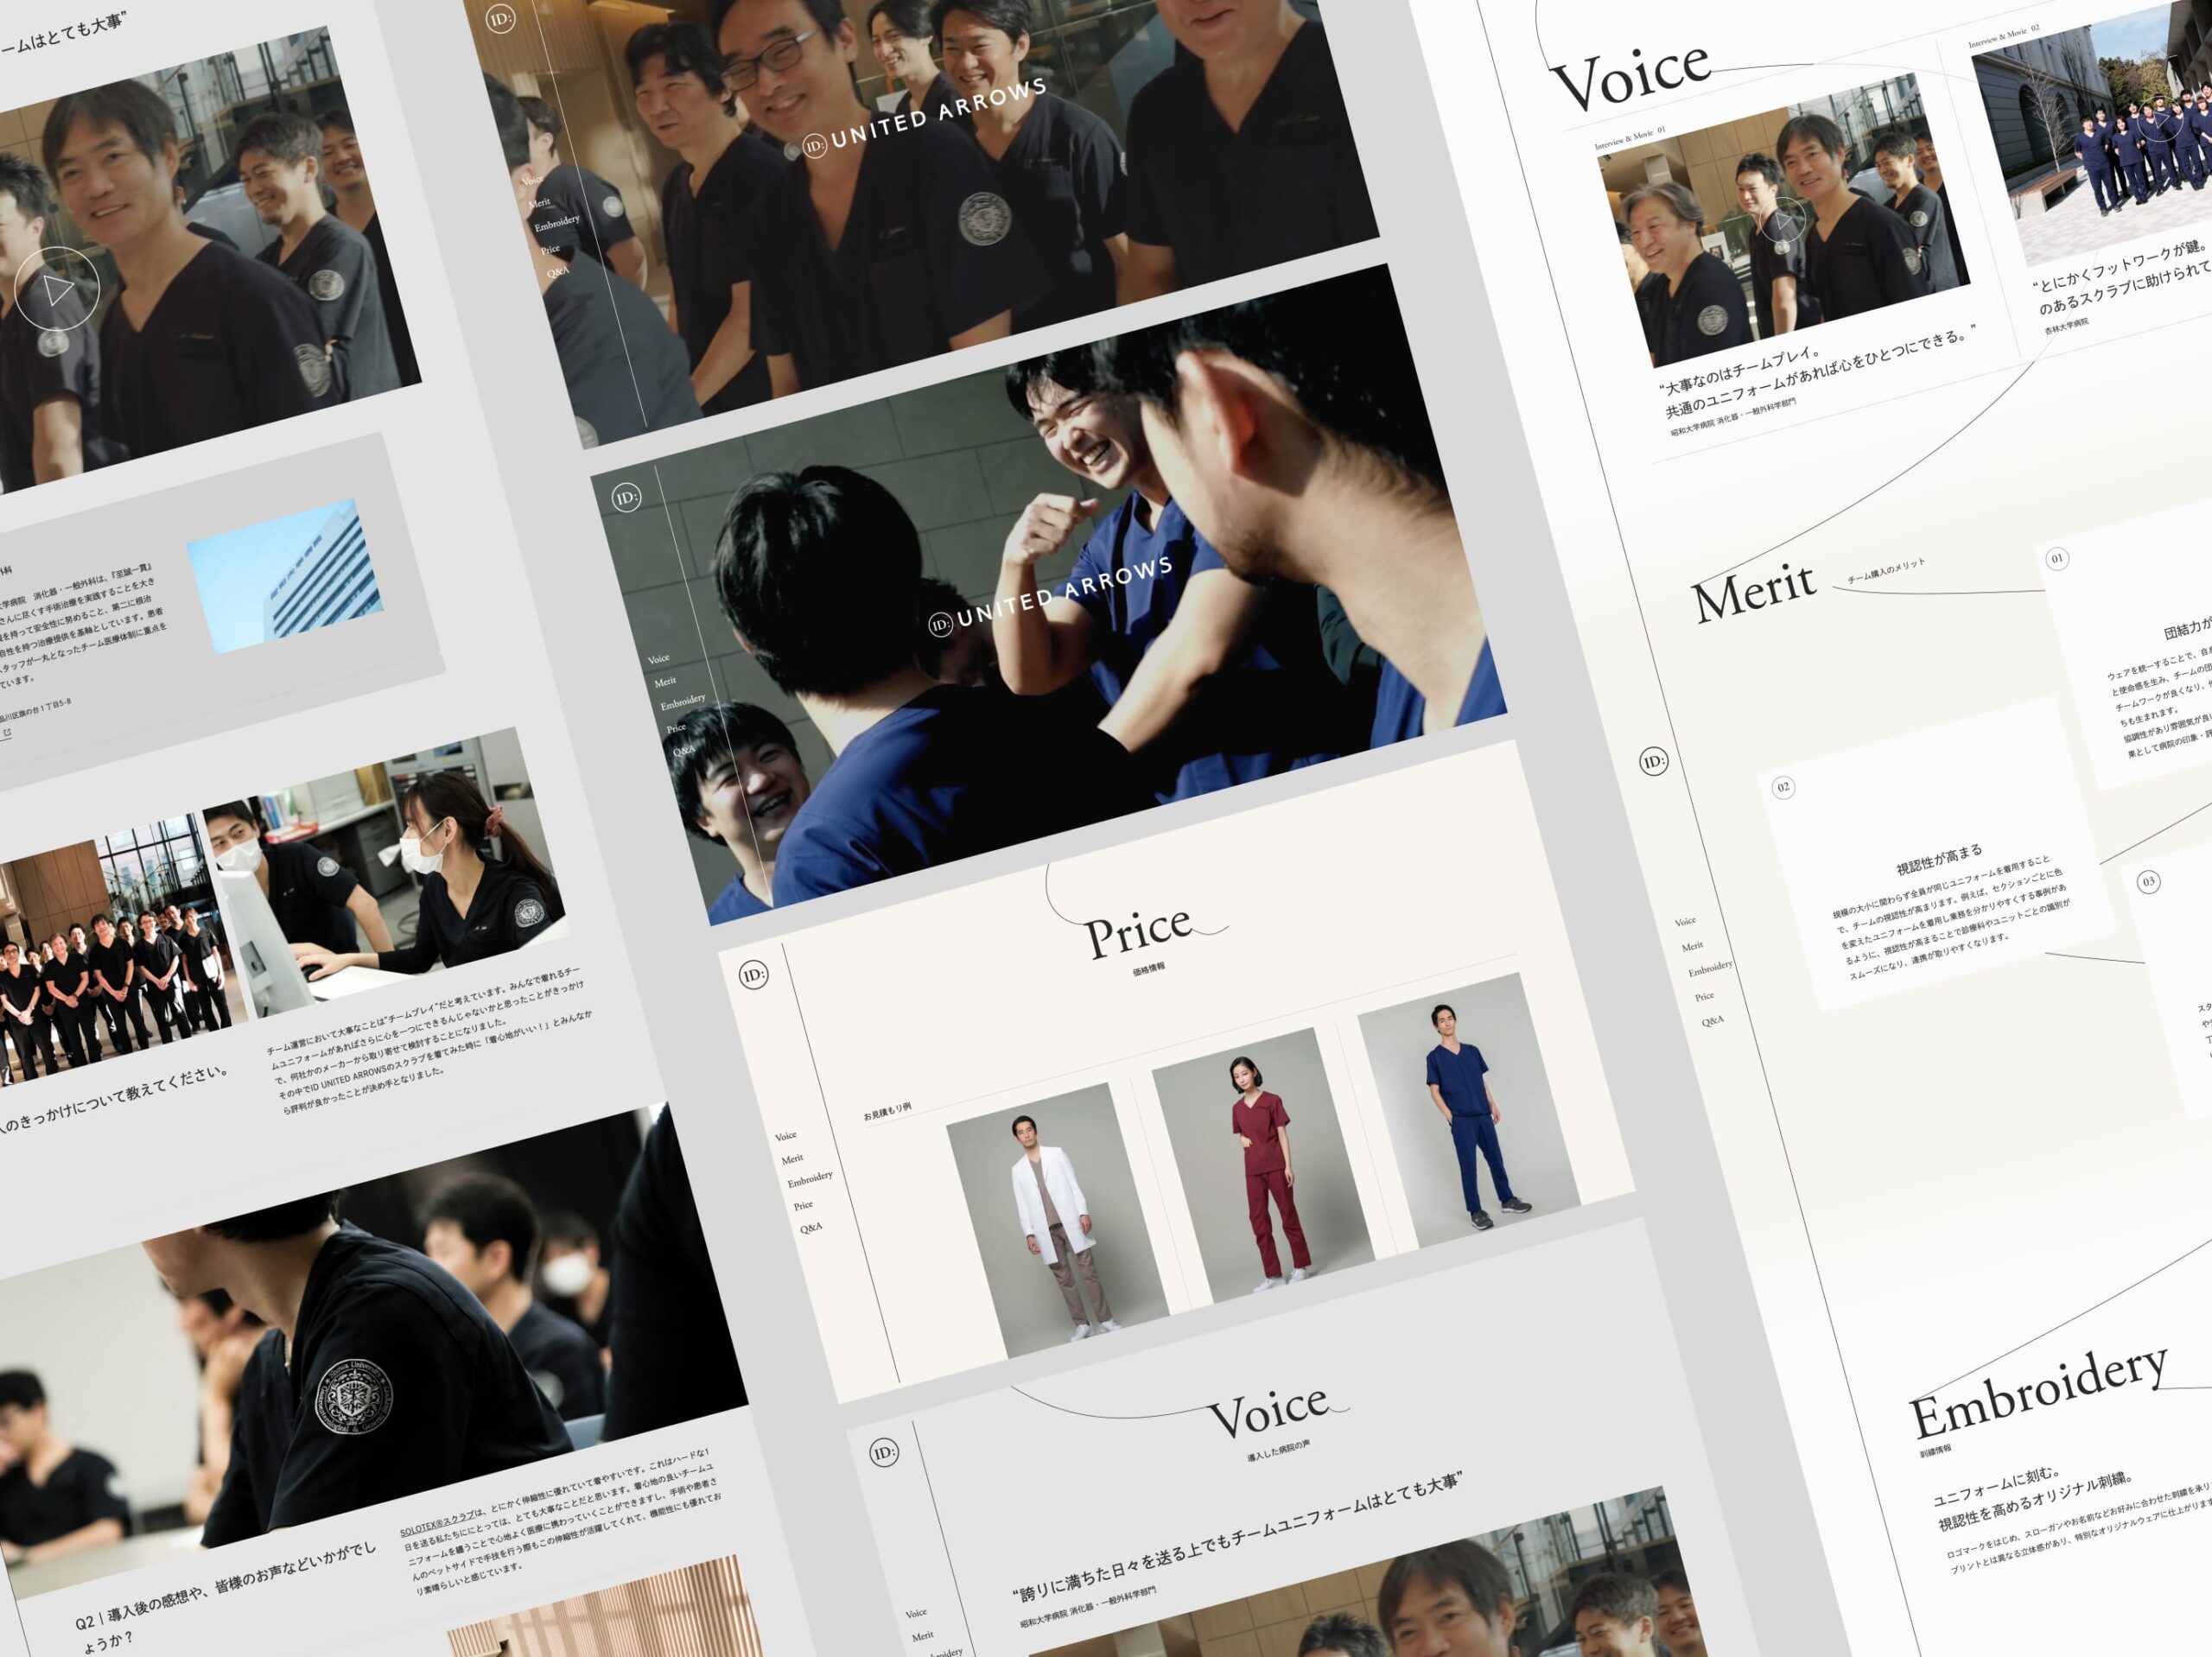 ームはとても大事”
外科
大学病院 消化器・一般外科は、『至誠一貫』
さんに尽くす手術治療を実践することを大き
を持って安全性に努めること、第二に根治
自性を持つ治療提供を基軸としています。患者
スタッフが一丸となったチーム医療体制に重点を
ています。
品川区旗の台1丁目5-8
人のきっかけについて教えてください。
チーム運営において大事なことは“チームプレイ”だと考えています。みんなで着れるチー
ムユニフォームがあればさらに心を一つにできるんじゃないかと思ったことがきっかけ
で、何社かのメーカーから取り寄せて検討することになりました。
その中でID UNITED ARROWSのスクラブを着てみた時に「着心地がいい！」とみんなか
ら評判が良かったことが決め手となりました。
Q2｜導入後の感想や、皆様のお声などいかがでし
ょうか？
SOLOTEX®スクラブは、とにかく伸縮性に優れていて着やすいです。これはハードな1
日を送る私たちにとっては、とても大事なことだと思います。着心地の良いチームユ
ニフォームを纏うことで心地よく医療に携わっていくことができますし、手術や患者さ
んのベットサイドで手技を行う際もこの伸縮性が活躍してくれて、機能性にも優れてお
り素晴らしいと感じています。
ID:
ID: UNITED ARROWS
Voice
Merit
Embroidery
Price
Q&A
ID:
ID: UNITED ARROWS
Voice
Merit
Embroidery
Price
Q&A
ID:
Price
価格情報
お見積もり例
Voice
Merit
Embroidery
Price
Q&A
ID:
Voice
導入した病院の声
“誇りに満ちた日々を送る上でもチームユニフォームはとても大事”
昭和大学病院 消化器・一般外科学部門
Voice
Merit
broidery
Voice
Interview & Movie 01
“大事なのはチームプレイ。
共通のユニフォームがあれば心をひとつにできる。”
昭和大学病院 消化器・一般外科学部門
Interview & Movie 02
“とにかくフットワークが鍵。
のあるスクラブに助けられて
杏林大学病院
Merit
チーム購入のメリット
01
団結力が
ウェアを統一することで、自
と使命感を生み、チームの団
チームワークが良くなり、
ちも生まれます。
協調性があり雰囲気が良い
果として病院の印象・評
02
視認性が高まる
規模の大小に関わらず全員が同じユニフォームを着用すること
で、チームの視認性が高まります。例えば、セクションごとに色
を変えたユニフォームを着用し業務を分かりやすくする事例があ
るように、視認性が高まることで診療科やユニットごとの識別が
スムーズになり、連携が取りやすくなります。
03
スタ
ID:
Voice
Merit
Embroidery
Price
Q&A
Embroidery
刺繍情報
ユニフォームに刻む。
視認性を高めるオリジナル刺繍。
ロゴマークをはじめ、スローガンやお名前などお好みに合わせた刺繍を承り
プリントとは異なる立体感があり、特別なオリジナルウェアに仕上がります